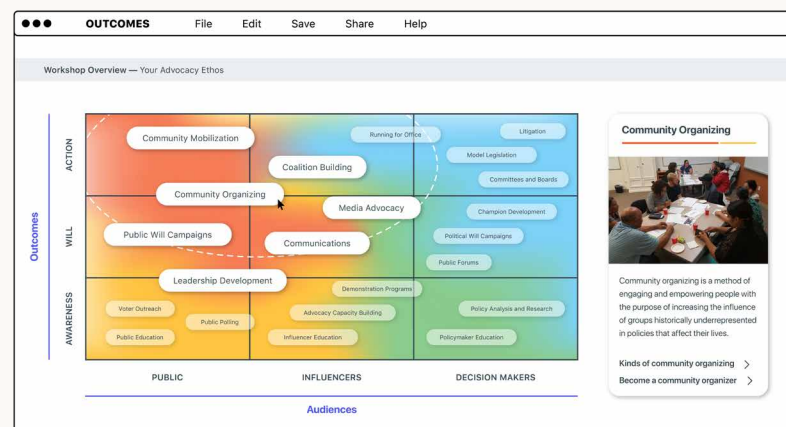 OUTCOMES File Edit Save Share Help
Workshop Overview — Your Advocacy Ethos
Outcomes
ACTION
WILL
AWARENESS
Community Mobilization
Running for Office
Litigation
Coalition Building
Model Legislation
Committees and Boards
Community Organizing
Media Advocacy
Champion Development
Public Will Campaigns
Communications
Political Will Campaigns
Public Forums
Leadership Development
Demonstration Programs
Voter Outreach
Advocacy Capacity Building
Policy Analysis and Research
Public Polling
Public Education
Influencer Education
Policymaker Education
PUBLIC
INFLUENCERS
DECISION MAKERS
Audiences
Community Organizing
Community organizing is a method of
engaging and empowering people with
the purpose of increasing the influence
of groups historically underrepresented
in policies that affect their lives.
Kinds of community organizing
Become a community organizer